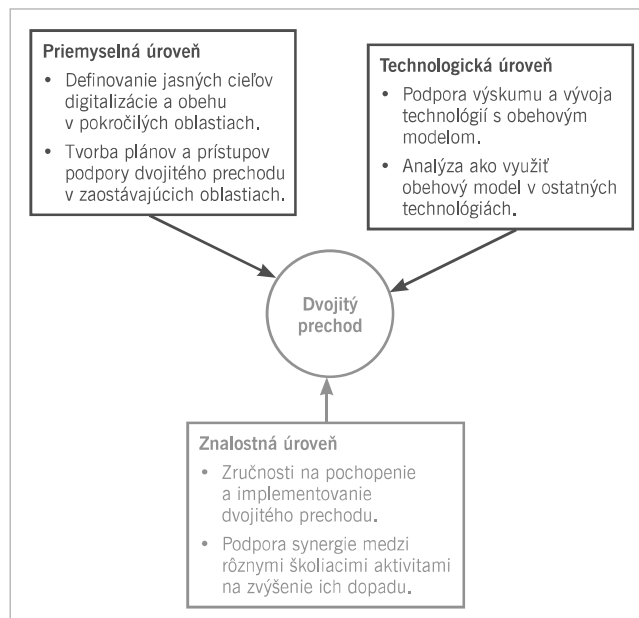 Priemyselná úroveň
• Definovanie jasných cieľov
digitalizácie a obehu
v pokročilých oblastiach.
• Tvorba plánov a prístupov
podpory dvojitého prechodu
v zaostávajúcich oblastiach.
Technologická úroveň
• Podpora výskumu a vývoja
technológií s obehovým
modelom.
• Analýza ako využiť
obehový model v ostatných
technológiách.
Dvojitý
prechod
Znalostná úroveň
• Zručnosti na pochopenie
a implementovanie
dvojitého prechodu.
• Podpora synergie medzi
rôznymi školiacimi aktivitami
na zvýšenie ich dopadu.